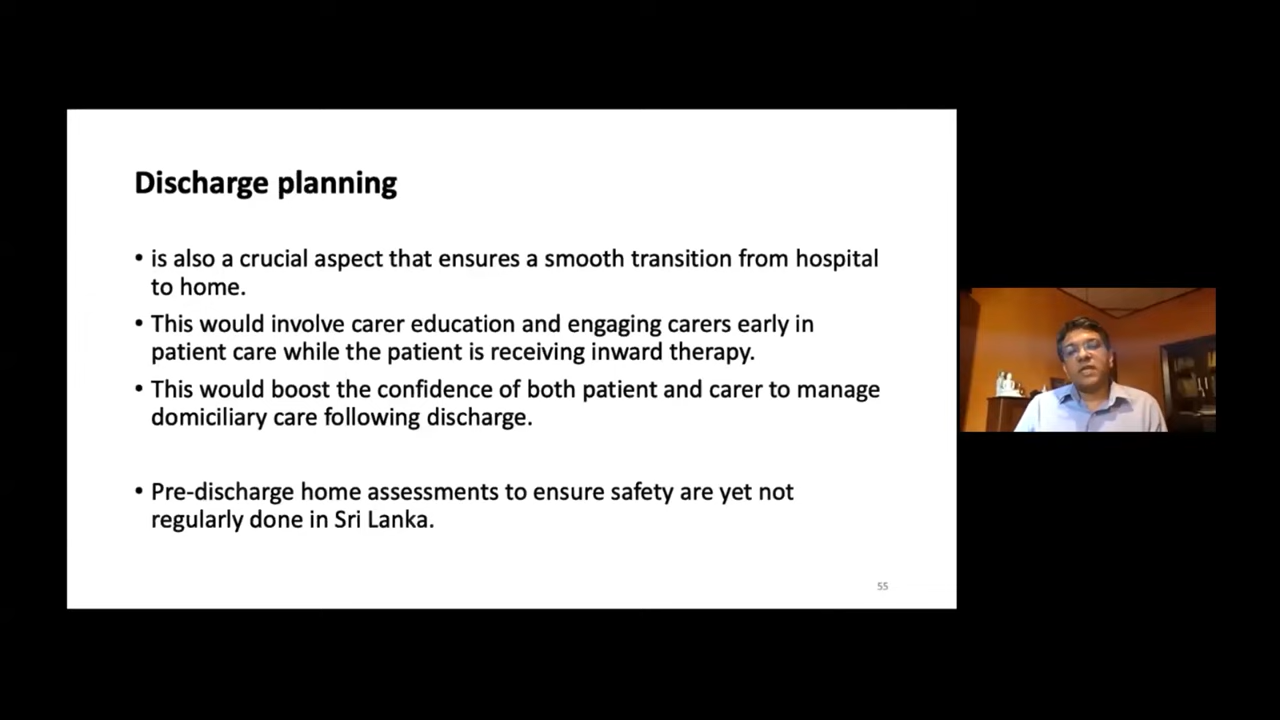 Discharge planning
• is also a crucial aspect that ensures a smooth transition from hospital
to home.
• This would involve carer education and engaging carers early in
patient care while the patient is receiving inward therapy.
• This would boost the confidence of both patient and carer to manage
domiciliary care following discharge.
• Pre-discharge home assessments to ensure safety are yet not
regularly done in Sri Lanka.
55